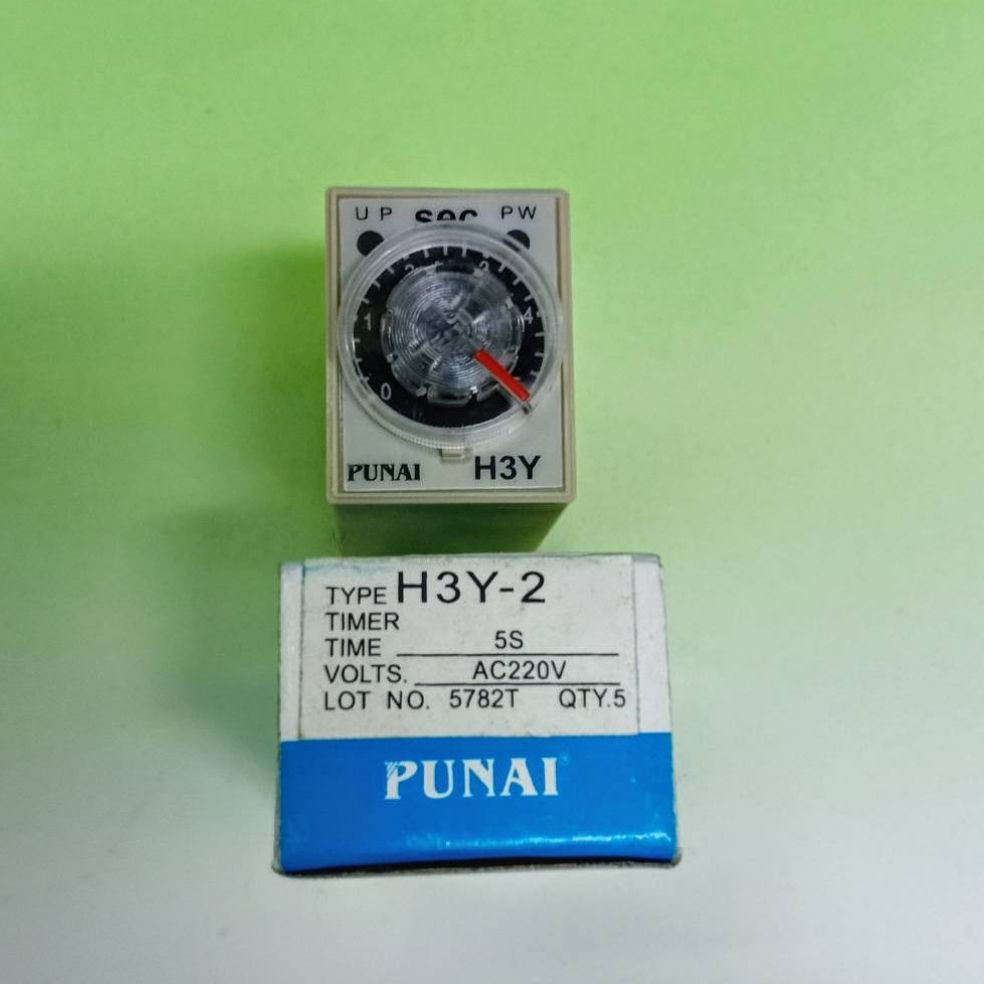 UP sec PW
2 3
1 4
0
PUNAI H3Y
TYPE H3Y-2
TIMER
TIME 5S
VOLTS. AC220V
LOT NO. 5782T QTY.5
PUNAI